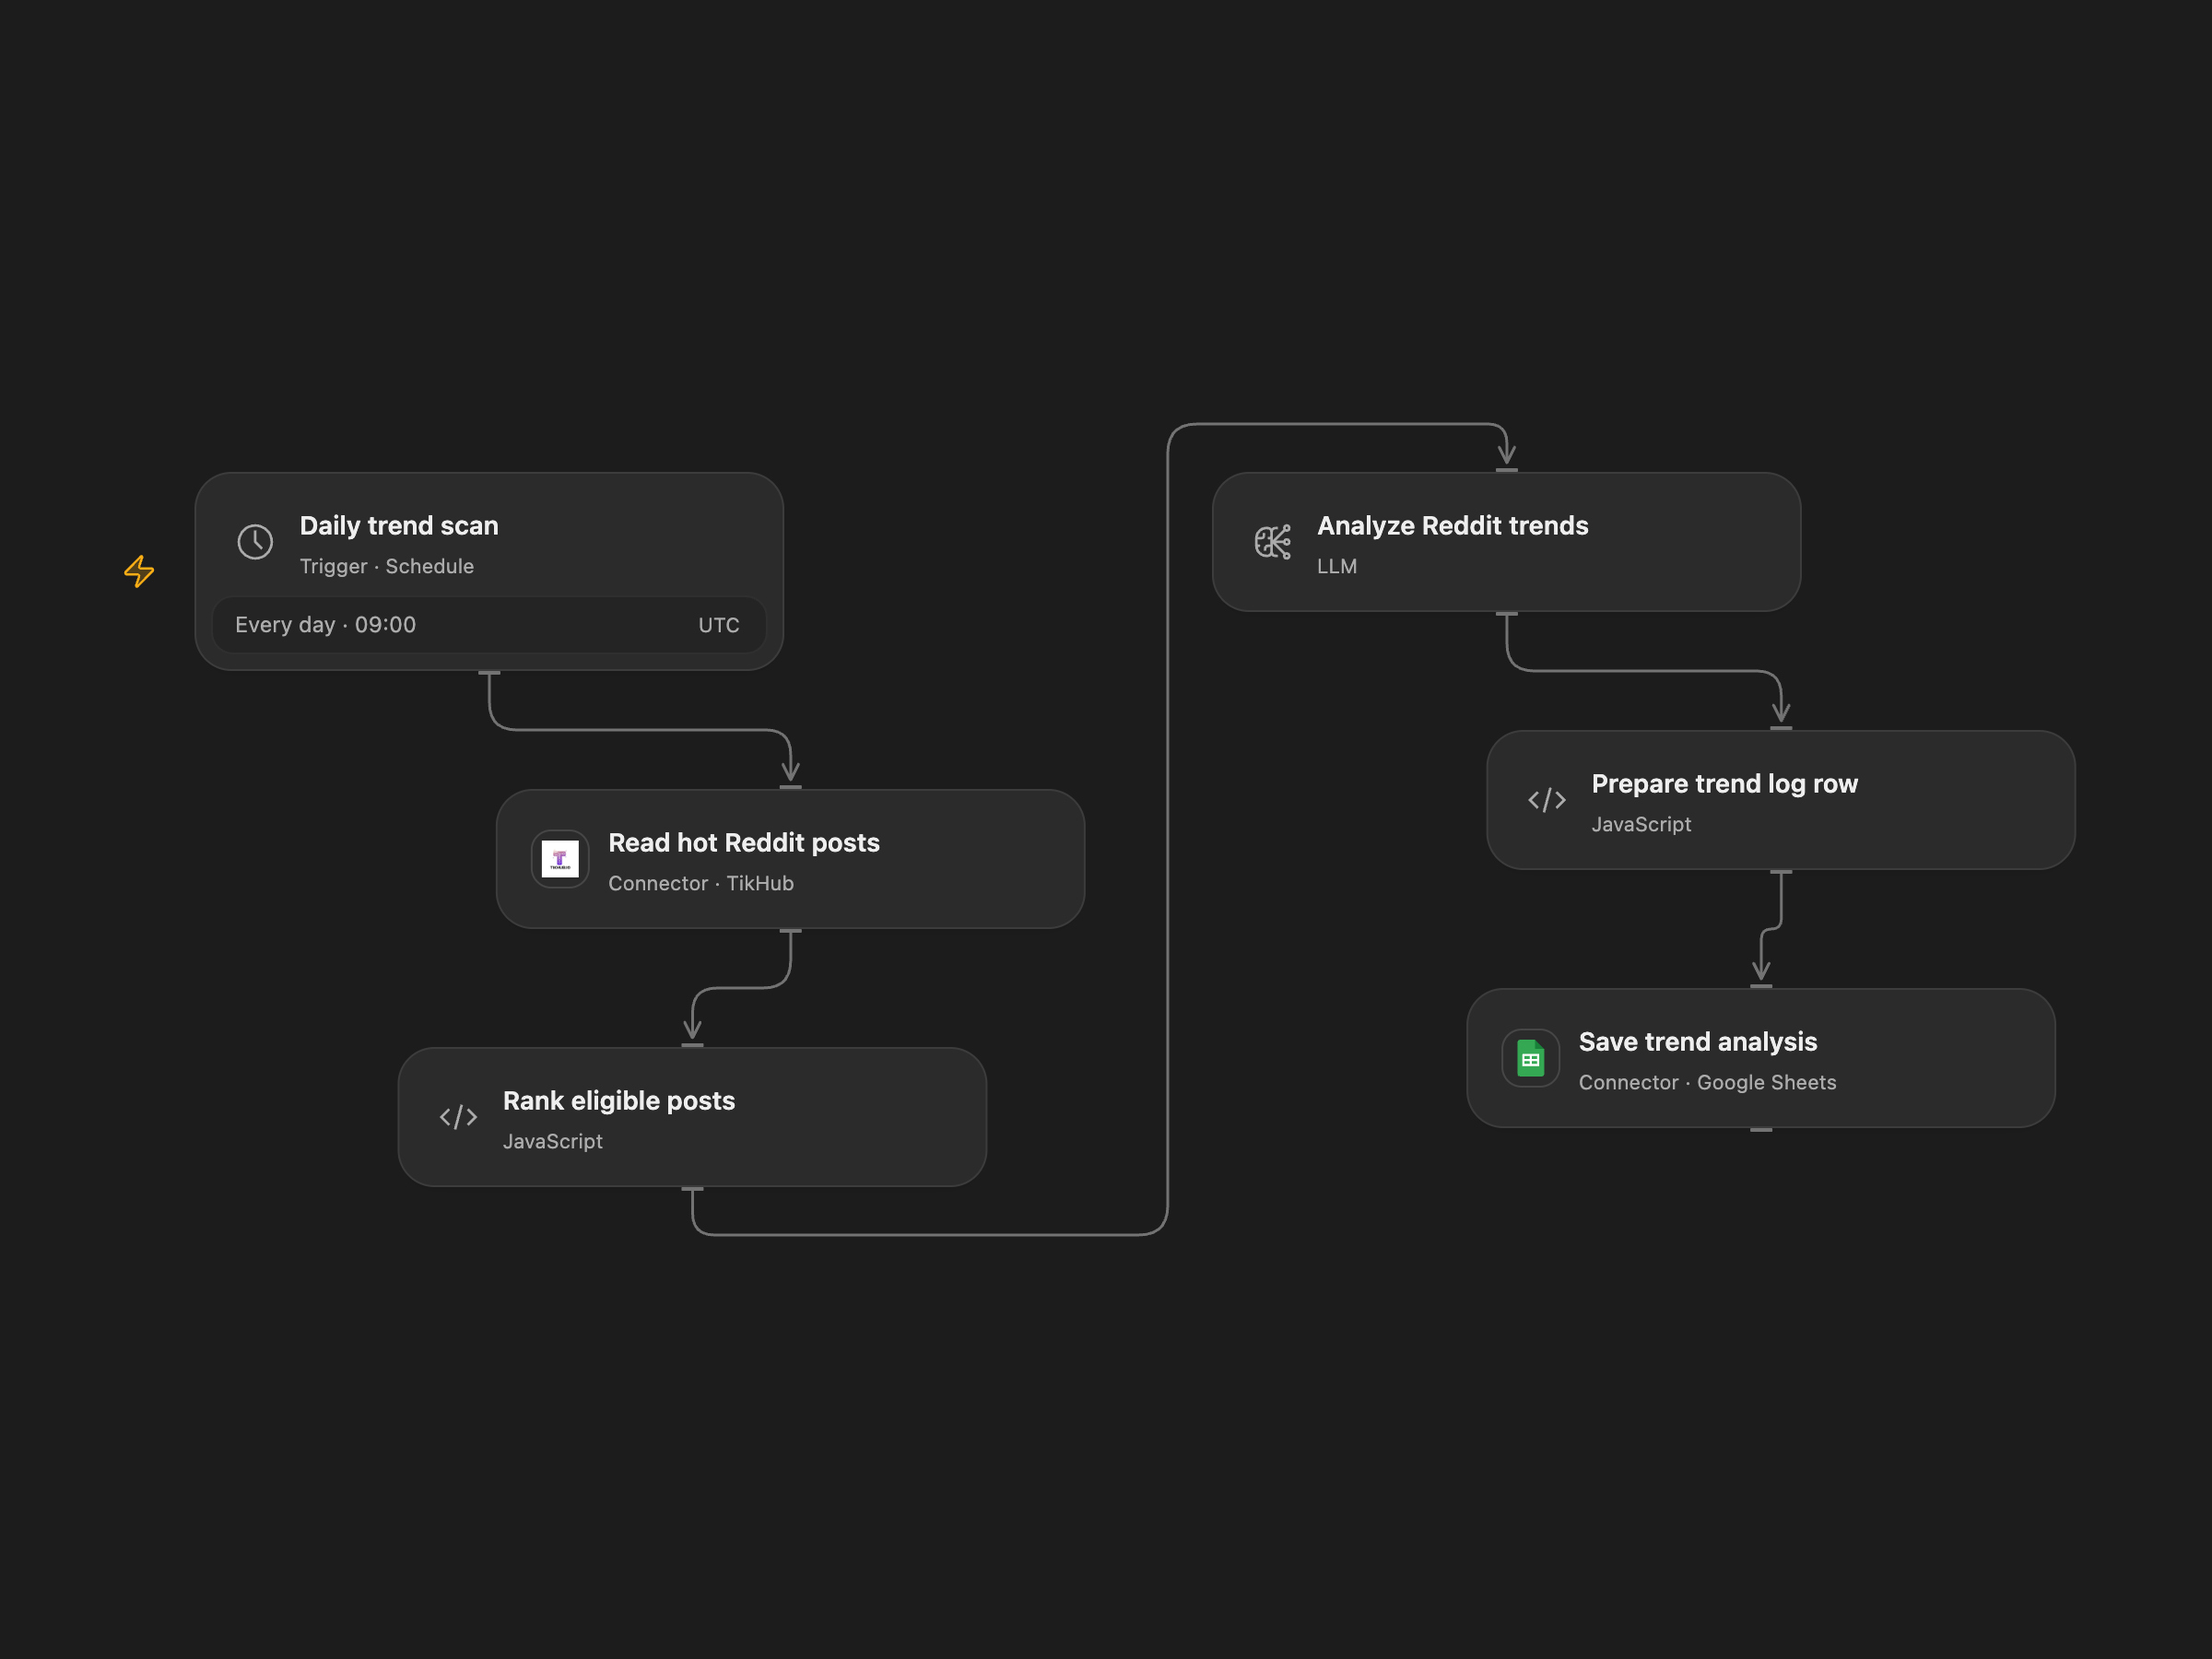 Daily trend scan
Trigger · Schedule
Every day · 09:00 UTC
Read hot Reddit posts
Connector · TikHub
Rank eligible posts
JavaScript
Analyze Reddit trends
LLM
Prepare trend log row
JavaScript
Save trend analysis
Connector · Google Sheets